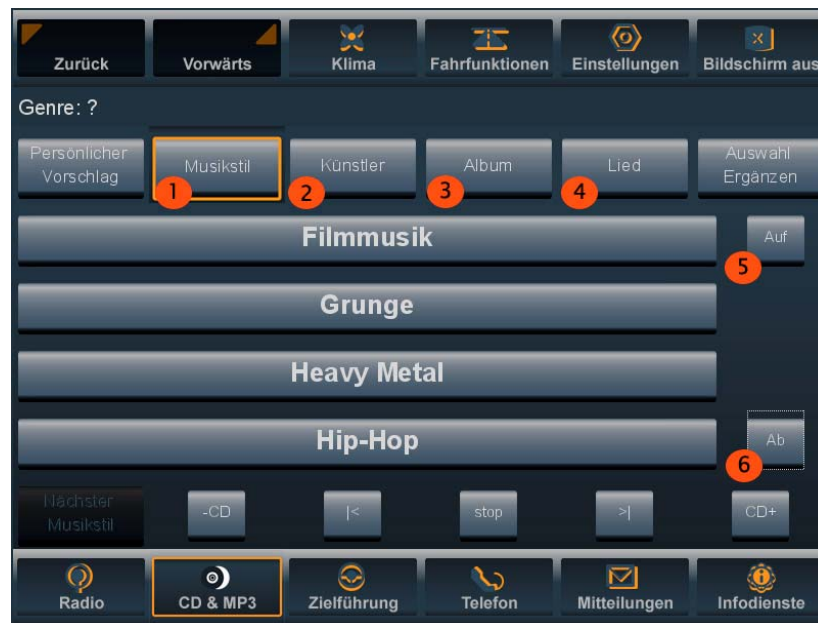 Zurück
Vorwärts
Klima
Fahrfunktionen
Einstellungen
Bildschirm aus
Genre: ?
Persönlicher
Vorschlag
Musikstil
Künstler
Album
Lied
Auswahl
Ergänzen
1
2
3
4
Filmmusik
Auf
5
Grunge
Heavy Metal
Hip-Hop
Ab
6
Nächster
Musikstil
-CD
|<
stop
>|
CD+
Radio
CD & MP3
Zielführung
Telefon
Mitteilungen
Infodienste